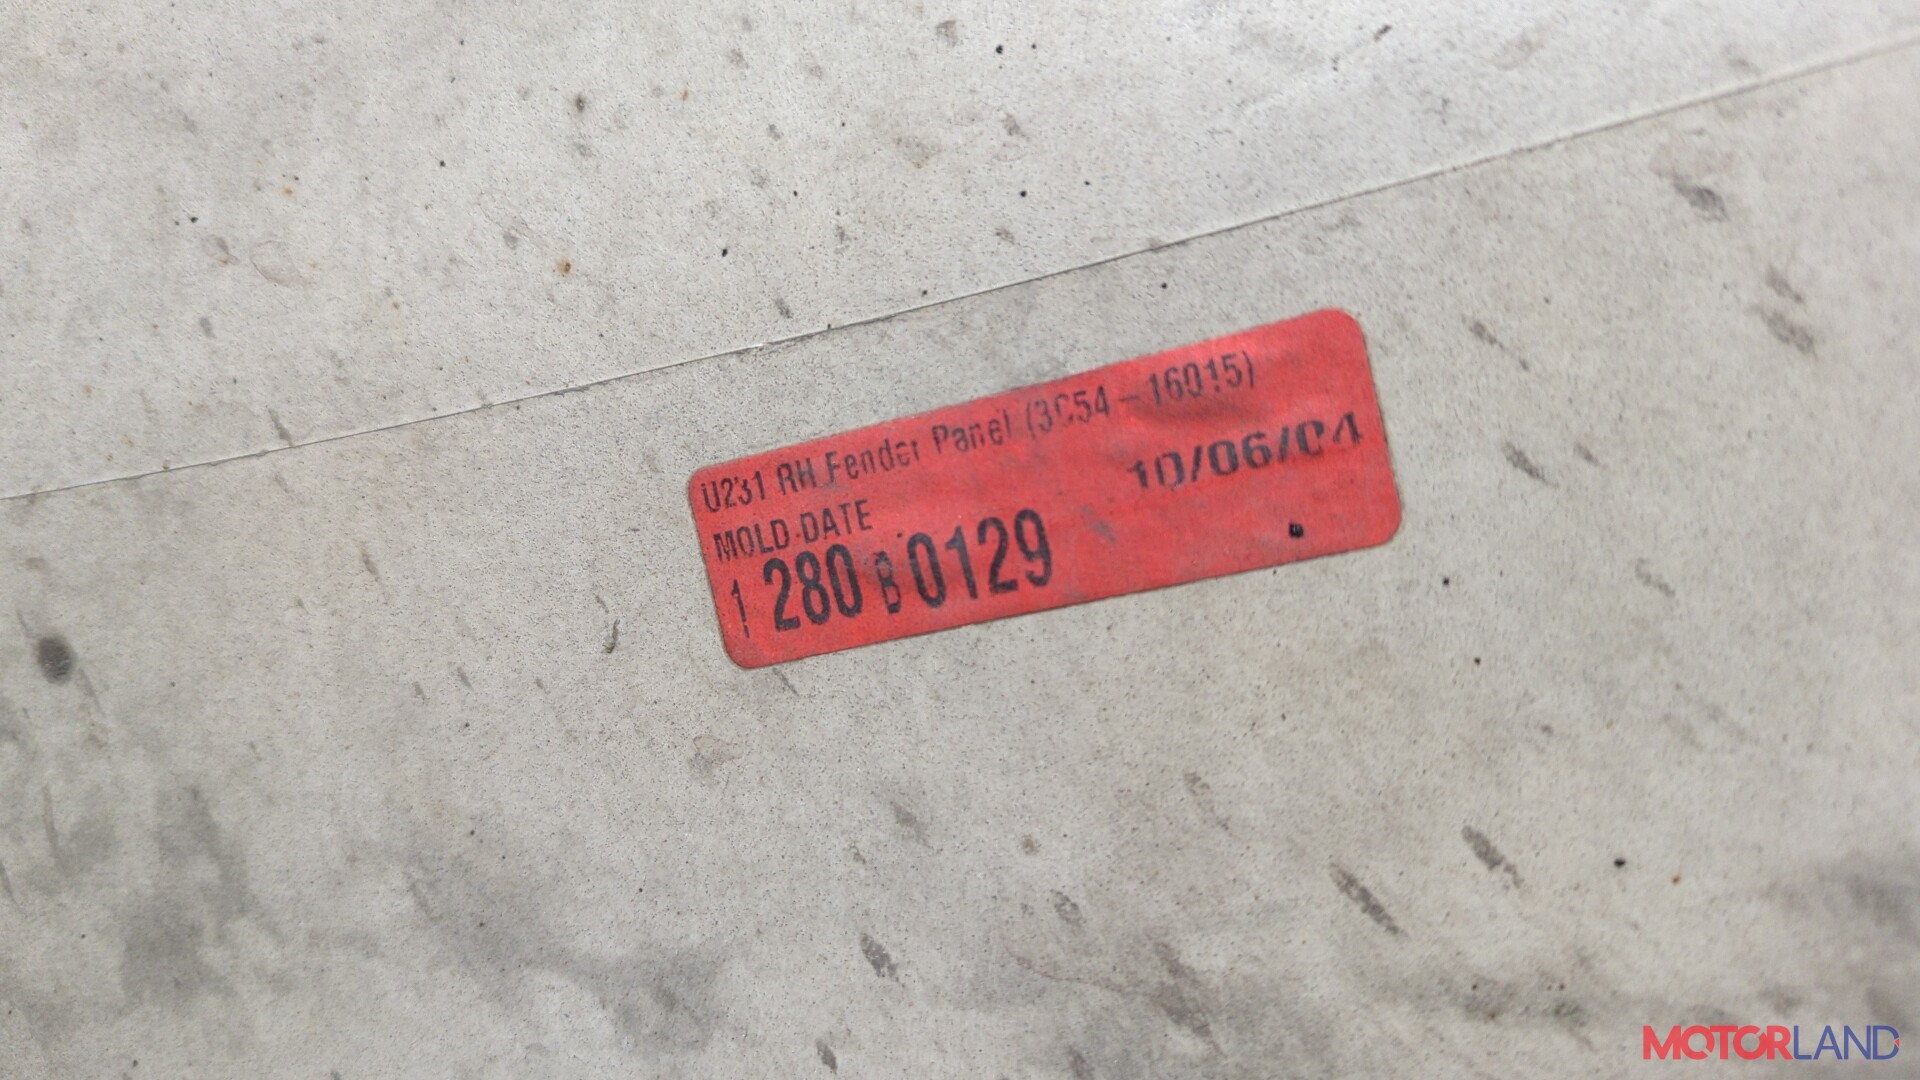 U231 RH Fender Panel (3C54-16015)
MOLD DATE 10/06/04
1 280 B 0129
MOTORLAND